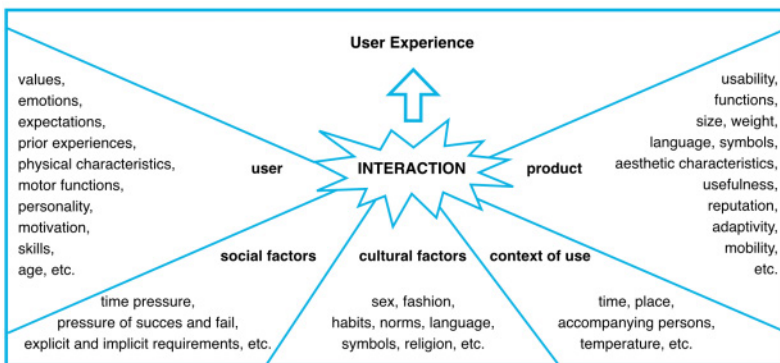 User Experience
values,
emotions,
expectations,
prior experiences,
physical characteristics,
motor functions,
personality,
motivation,
skills,
age, etc.
user
INTERACTION
product
usability,
functions,
size, weight,
language, symbols,
aesthetic characteristics,
usefulness,
reputation,
adaptivity,
mobility,
etc.
social factors
time pressure,
pressure of succes and fail,
explicit and implicit requirements, etc.
cultural factors
sex, fashion,
habits, norms, language,
symbols, religion, etc.
context of use
time, place,
accompanying persons,
temperature, etc.